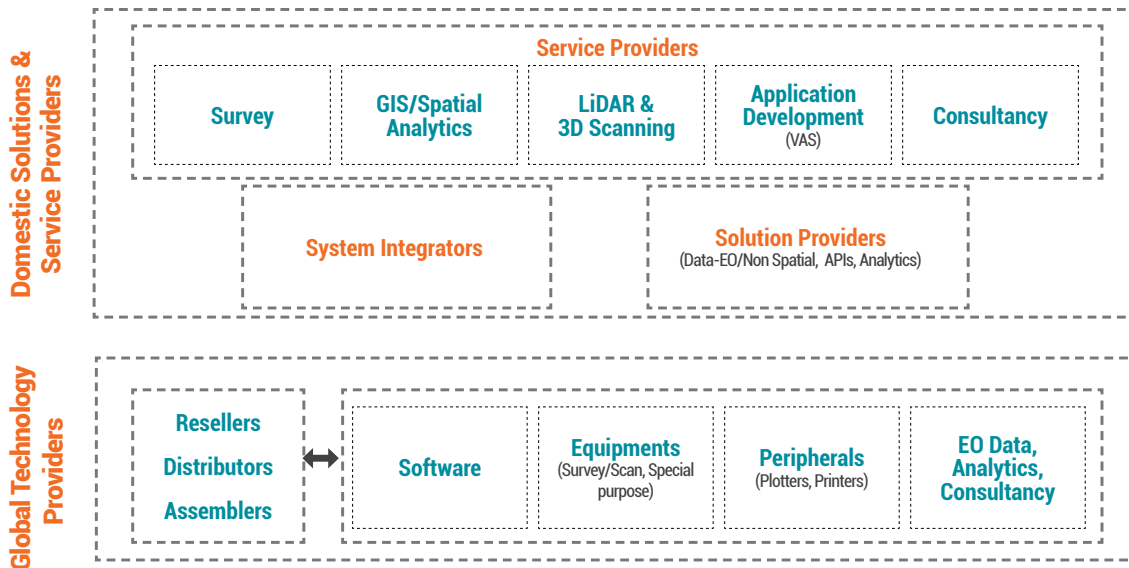 Domestic Solutions &
Service Providers
Service Providers
Survey
GIS/Spatial
Analytics
LiDAR &
3D Scanning
Application
Development
(VAS)
Consultancy
System Integrators
Solution Providers
(Data-EO/Non Spatial, APIs, Analytics)
Global Technology
Providers
Resellers
Distributors
Assemblers
Software
Equipments
(Survey/Scan, Special
purpose)
Peripherals
(Plotters, Printers)
EO Data,
Analytics,
Consultancy